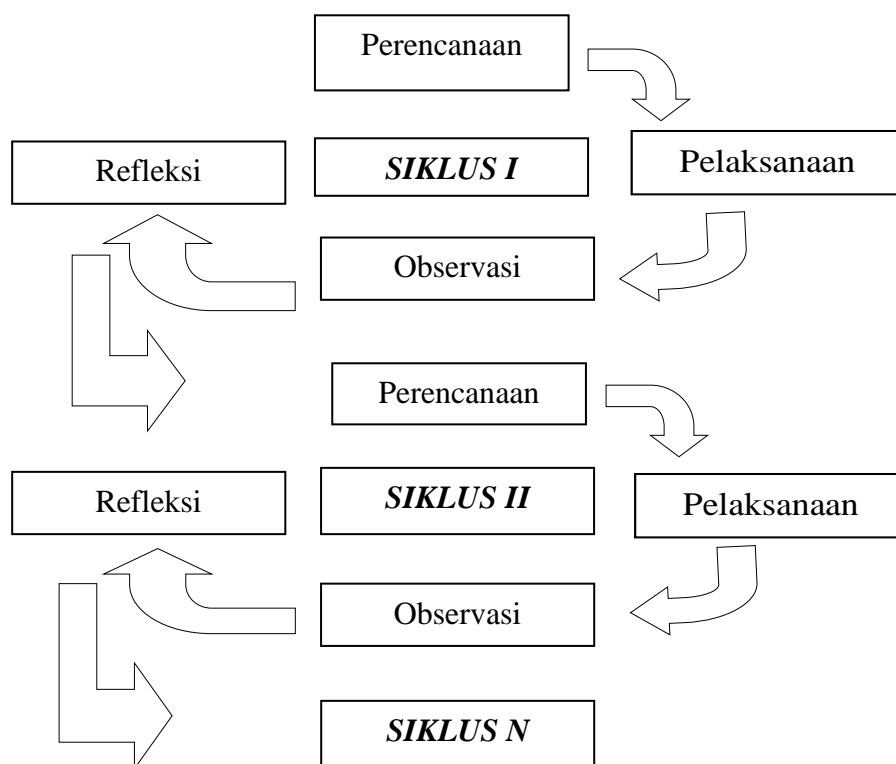 Perencanaan
Refleksi
SIKLUS I
Pelaksanaan
Observasi
Perencanaan
Refleksi
SIKLUS II
Pelaksanaan
Observasi
SIKLUS N